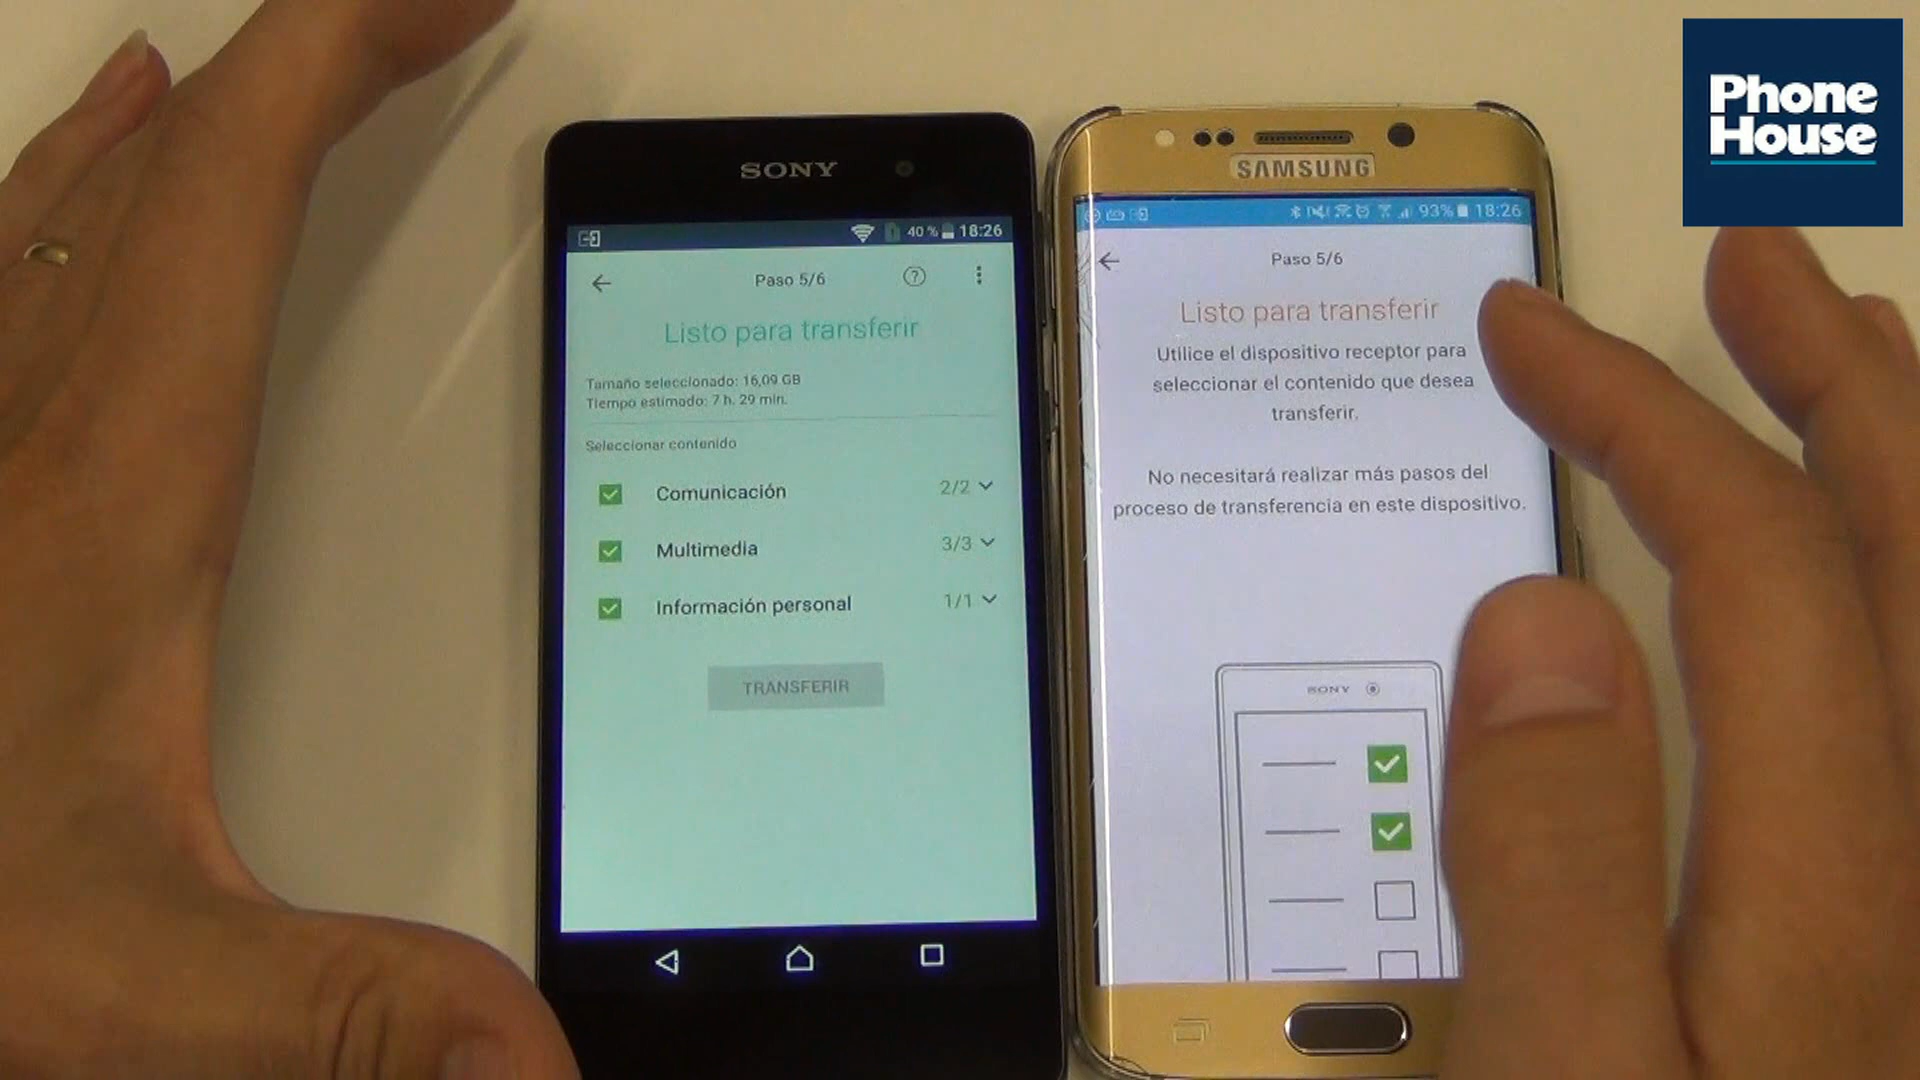 Phone
House
SONY
40 % 18:26
Paso 5/6
Listo para transferir
Tamaño seleccionado: 16,09 GB
Tiempo estimado: 7 h. 29 min.
Seleccionar contenido
Comunicación 2/2
Multimedia 3/3
Información personal 1/1
TRANSFERIR
SAMSUNG
93% 18:26
Paso 5/6
Listo para transferir
Utilice el dispositivo receptor para
seleccionar el contenido que desea
transferir.
No necesitará realizar más pasos del
proceso de transferencia en este dispositivo.
SONY